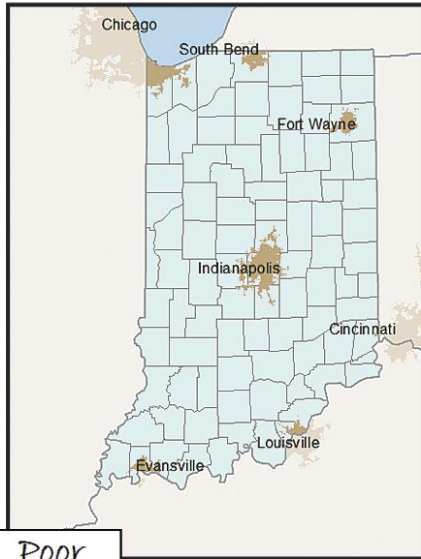 Chicago
South Bend
Fort Wayne
Indianapolis
Cincinnati
Louisville
Evansville
Poor